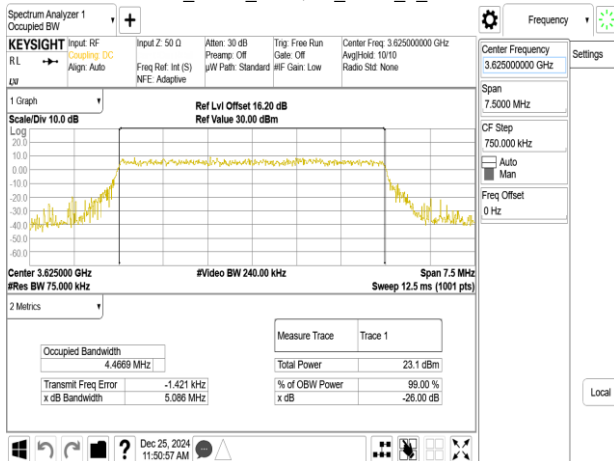 Spectrum Analyzer 1
Occupied BW
Frequency
KEYSIGHT
RL
Input: RF
Coupling: DC
Align: Auto
Input Z: 50 Ω
Freq Ref: Int (S)
NFE: Adaptive
Atten: 30 dB
Preamp: Off
µW Path: Standard
Trig: Free Run
Gate: Off
#IF Gain: Low
Center Freq: 3.625000000 GHz
Avg|Hold: 10/10
Radio Std: None
Center Frequency
3.625000000 GHz
Settings
Span
7.5000 MHz
CF Step
750.000 kHz
Auto
Man
Freq Offset
0 Hz
Local
1 Graph
Scale/Div 10.0 dB
Ref Lvl Offset 16.20 dB
Ref Value 30.00 dBm
Log
20.0
10.0
0.00
-10.0
-20.0
-30.0
-40.0
-50.0
-60.0
Center 3.625000 GHz
#Video BW 240.00 kHz
Span 7.5 MHz
#Res BW 75.000 kHz
Sweep 12.5 ms (1001 pts)
2 Metrics
Measure Trace Trace 1
Occupied Bandwidth
4.4669 MHz
Total Power 23.1 dBm
Transmit Freq Error -1.421 kHz
% of OBW Power 99.00 %
x dB Bandwidth 5.086 MHz
x dB -26.00 dB
?
Dec 25, 2024
11:50:57 AM